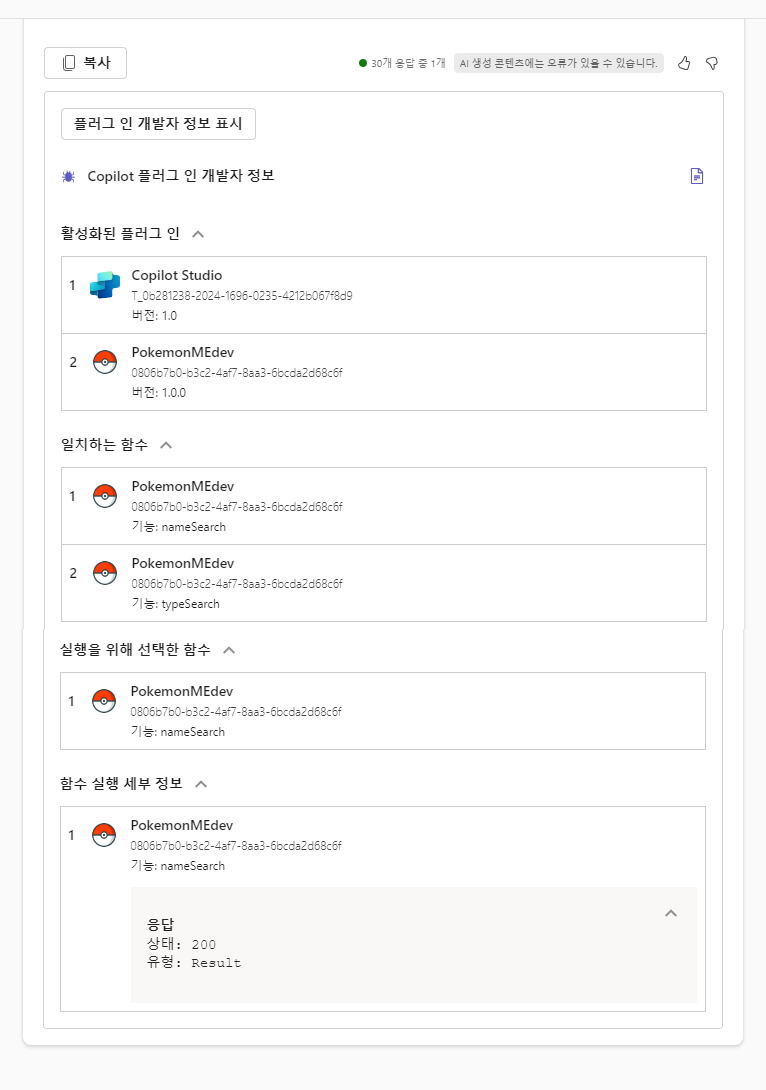 복사
30개 응답 중 1개
AI 생성 콘텐츠에는 오류가 있을 수 있습니다.
플러그 인 개발자 정보 표시
Copilot 플러그 인 개발자 정보
활성화된 플러그 인
1
Copilot Studio
T_0b281238-2024-1696-0235-4212b067f8d9
버전: 1.0
2
PokemonMEdev
0806b7b0-b3c2-4af7-8aa3-6bcda2d68c6f
버전: 1.0.0
일치하는 함수
1
PokemonMEdev
0806b7b0-b3c2-4af7-8aa3-6bcda2d68c6f
기능: nameSearch
2
PokemonMEdev
0806b7b0-b3c2-4af7-8aa3-6bcda2d68c6f
기능: typeSearch
실행을 위해 선택한 함수
1
PokemonMEdev
0806b7b0-b3c2-4af7-8aa3-6bcda2d68c6f
기능: nameSearch
함수 실행 세부 정보
1
PokemonMEdev
0806b7b0-b3c2-4af7-8aa3-6bcda2d68c6f
기능: nameSearch
응답
상태: 200
유형: Result